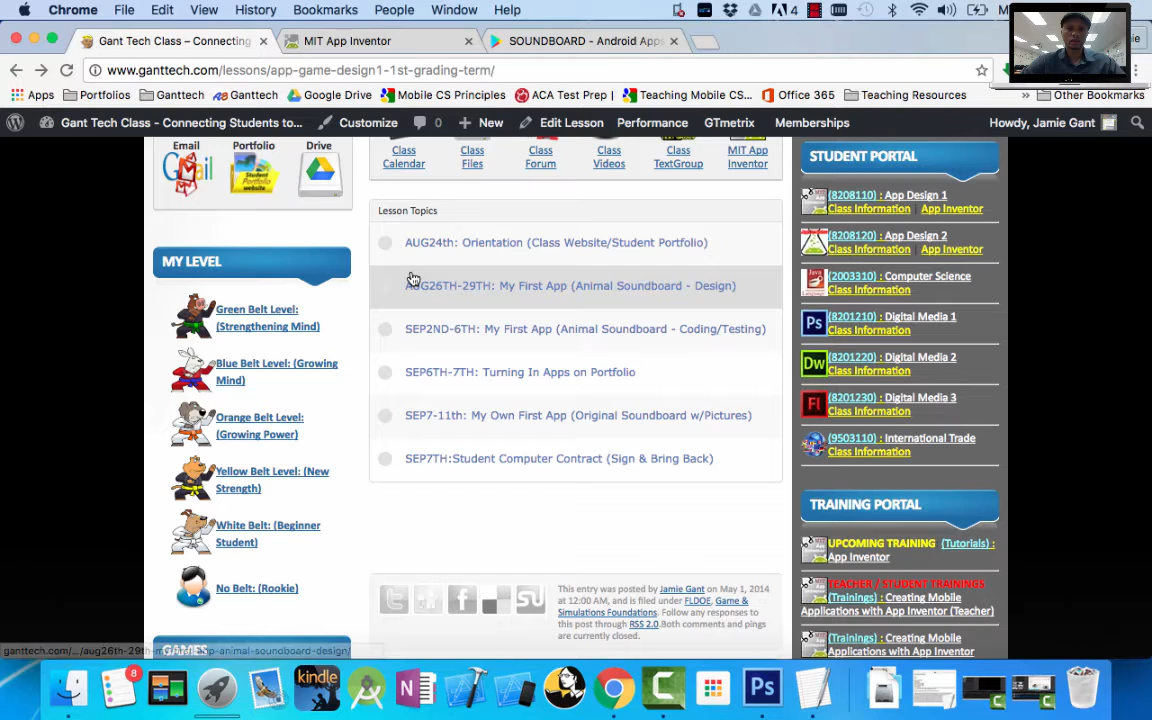 Chrome File Edit View History Bookmarks People Window Help
Gant Tech Class – Connecting
MIT App Inventor
SOUNDBOARD - Android Apps
www.ganttech.com/lessons/app-game-design1-1st-grading-term/
Apps Portfolios Ganttech Ganttech Google Drive Mobile CS Principles ACA Test Prep Teaching Mobile CS... Office 365 Teaching Resources » Other Bookmarks
Gant Tech Class - Connecting Students to... Customize 0 New Edit Lesson Performance GTmetrix Memberships Howdy, Jamie Gant
Email Portfolio Drive
Gmail
Student
Portfolio
website
Class Calendar
Class Files
Class Forum
Class Videos
Class TextGroup
MIT App Inventor
MY LEVEL
Green Belt Level:
(Strengthening Mind)
Blue Belt Level: (Growing
Mind)
Orange Belt Level:
(Growing Power)
Yellow Belt Level: (New
Strength)
White Belt: (Beginner
Student)
No Belt: (Rookie)
GAMES
Lesson Topics
AUG24th: Orientation (Class Website/Student Portfolio)
AUG26TH-29TH: My First App (Animal Soundboard - Design)
SEP2ND-6TH: My First App (Animal Soundboard - Coding/Testing)
SEP6TH-7TH: Turning In Apps on Portfolio
SEP7-11th: My Own First App (Original Soundboard w/Pictures)
SEP7TH:Student Computer Contract (Sign & Bring Back)
This entry was posted by Jamie Gant on May 1, 2014
at 12:00 AM, and is filed under FLDOE, Game &
Simulations Foundations. Follow any responses to
this post through RSS 2.0.Both comments and pings
are currently closed.
STUDENT PORTAL
(8208110) : App Design 1
Class Information | App Inventor
(8208120) : App Design 2
Class Information | App Inventor
(2003310) : Computer Science
Class Information
(8201210) : Digital Media 1
Class Information
(8201220) : Digital Media 2
Class Information
(8201230) : Digital Media 3
Class Information
(9503110) : International Trade
Class Information
TRAINING PORTAL
UPCOMING TRAINING (Tutorials) :
App Inventor
TEACHER / STUDENT TRAININGS
(Trainings) : Creating Mobile
Applications with App Inventor (Teacher)
(Trainings) : Creating Mobile
Applications with App Inventor
8
kindle
Ps